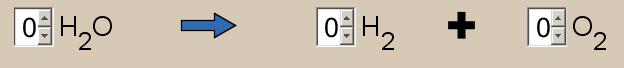 0 H₂O → 0 H₂ + 0 O₂